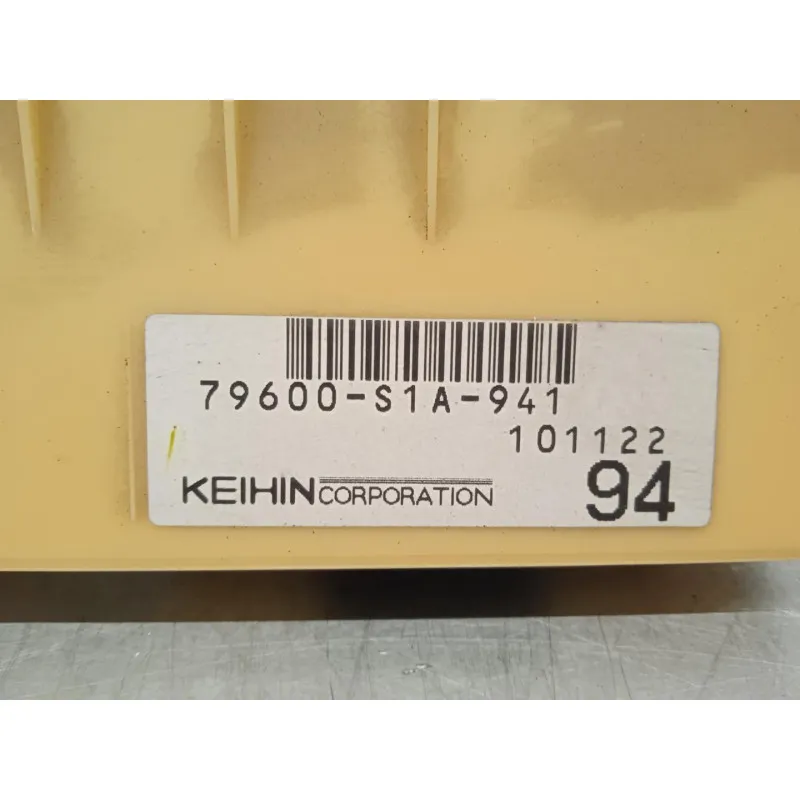 79600-S1A-941
101122
KEIHIN CORPORATION 94